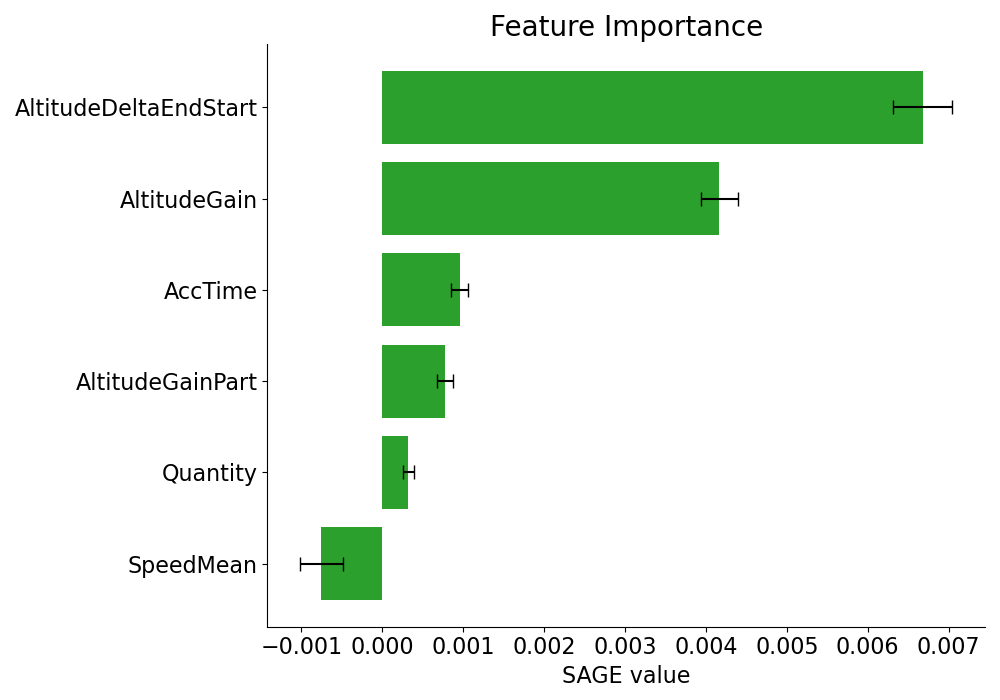 Feature Importance
AltitudeDeltaEndStart
AltitudeGain
AccTime
AltitudeGainPart
Quantity
SpeedMean
−0.001 0.000 0.001 0.002 0.003 0.004 0.005 0.006 0.007
SAGE value